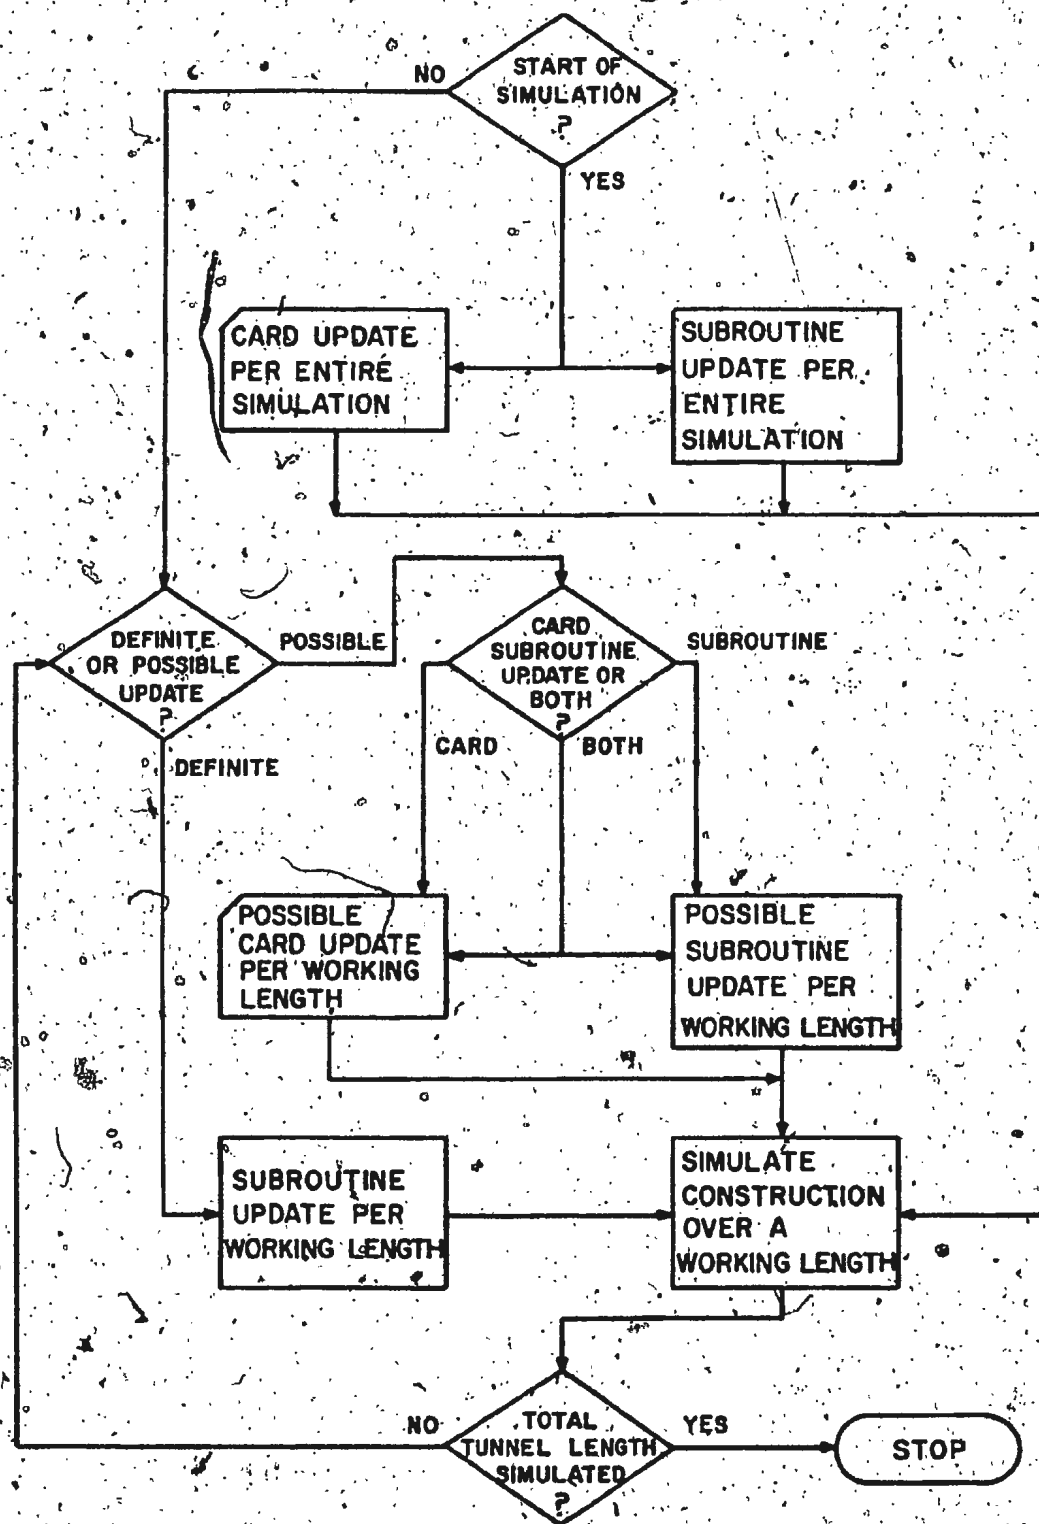 START OF
SIMULATION
?
NO
YES
CARD UPDATE
PER ENTIRE
SIMULATION
SUBROUTINE
UPDATE PER
ENTIRE
SIMULATION
DEFINITE
OR POSSIBLE
UPDATE
?
POSSIBLE
DEFINITE
CARD
SUBROUTINE
UPDATE OR
BOTH
?
SUBROUTINE
CARD
BOTH
POSSIBLE
CARD UPDATE
PER WORKING
LENGTH
POSSIBLE
SUBROUTINE
UPDATE PER
WORKING LENGTH
SUBROUTINE
UPDATE PER
WORKING LENGTH
SIMULATE
CONSTRUCTION
OVER A
WORKING LENGTH
NO
TOTAL
TUNNEL LENGTH
SIMULATED
?
YES
STOP